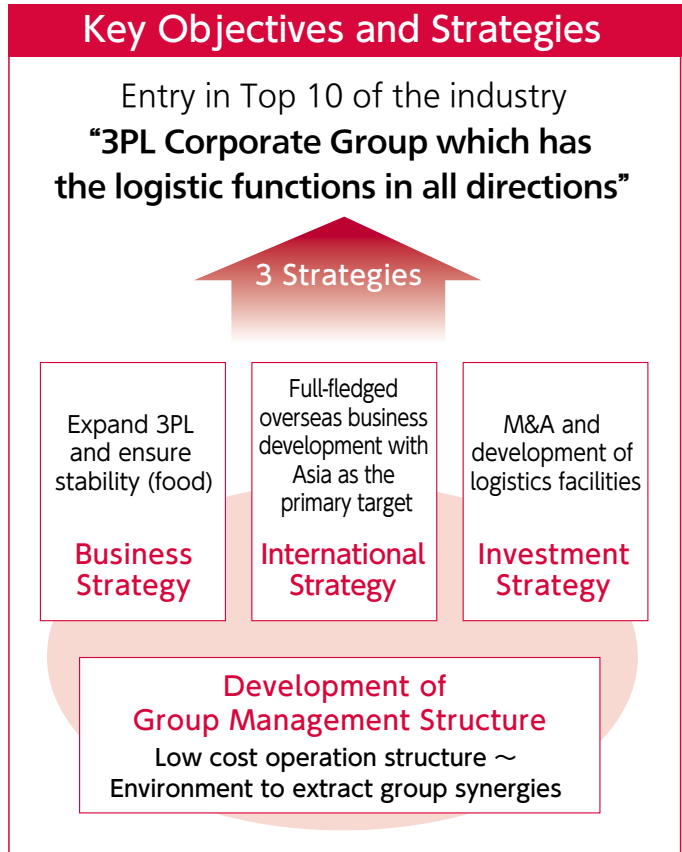 Key Objectives and Strategies
Entry in Top 10 of the industry
“3PL Corporate Group which has
the logistic functions in all directions”
3 Strategies
Expand 3PL
and ensure
stability (food)
Business
Strategy
Full-fledged
overseas business
development with
Asia as the
primary target
International
Strategy
M&A and
development of
logistics facilities
Investment
Strategy
Development of
Group Management Structure
Low cost operation structure ～
Environment to extract group synergies